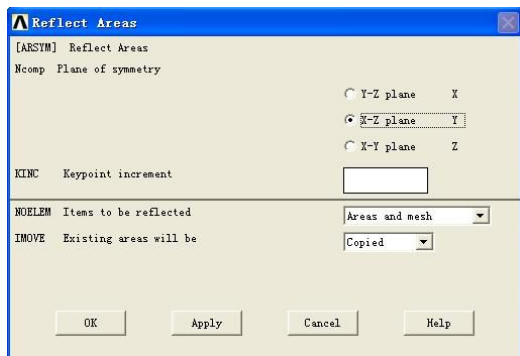 Reflect Areas
[ARSYM] Reflect Areas
Ncomp Plane of symmetry
Y-Z plane X
X-Z plane Y
X-Y plane Z
KINC Keypoint increment
NOELEM Items to be reflected Areas and mesh
IMOVE Existing areas will be Copied
OK Apply Cancel Help